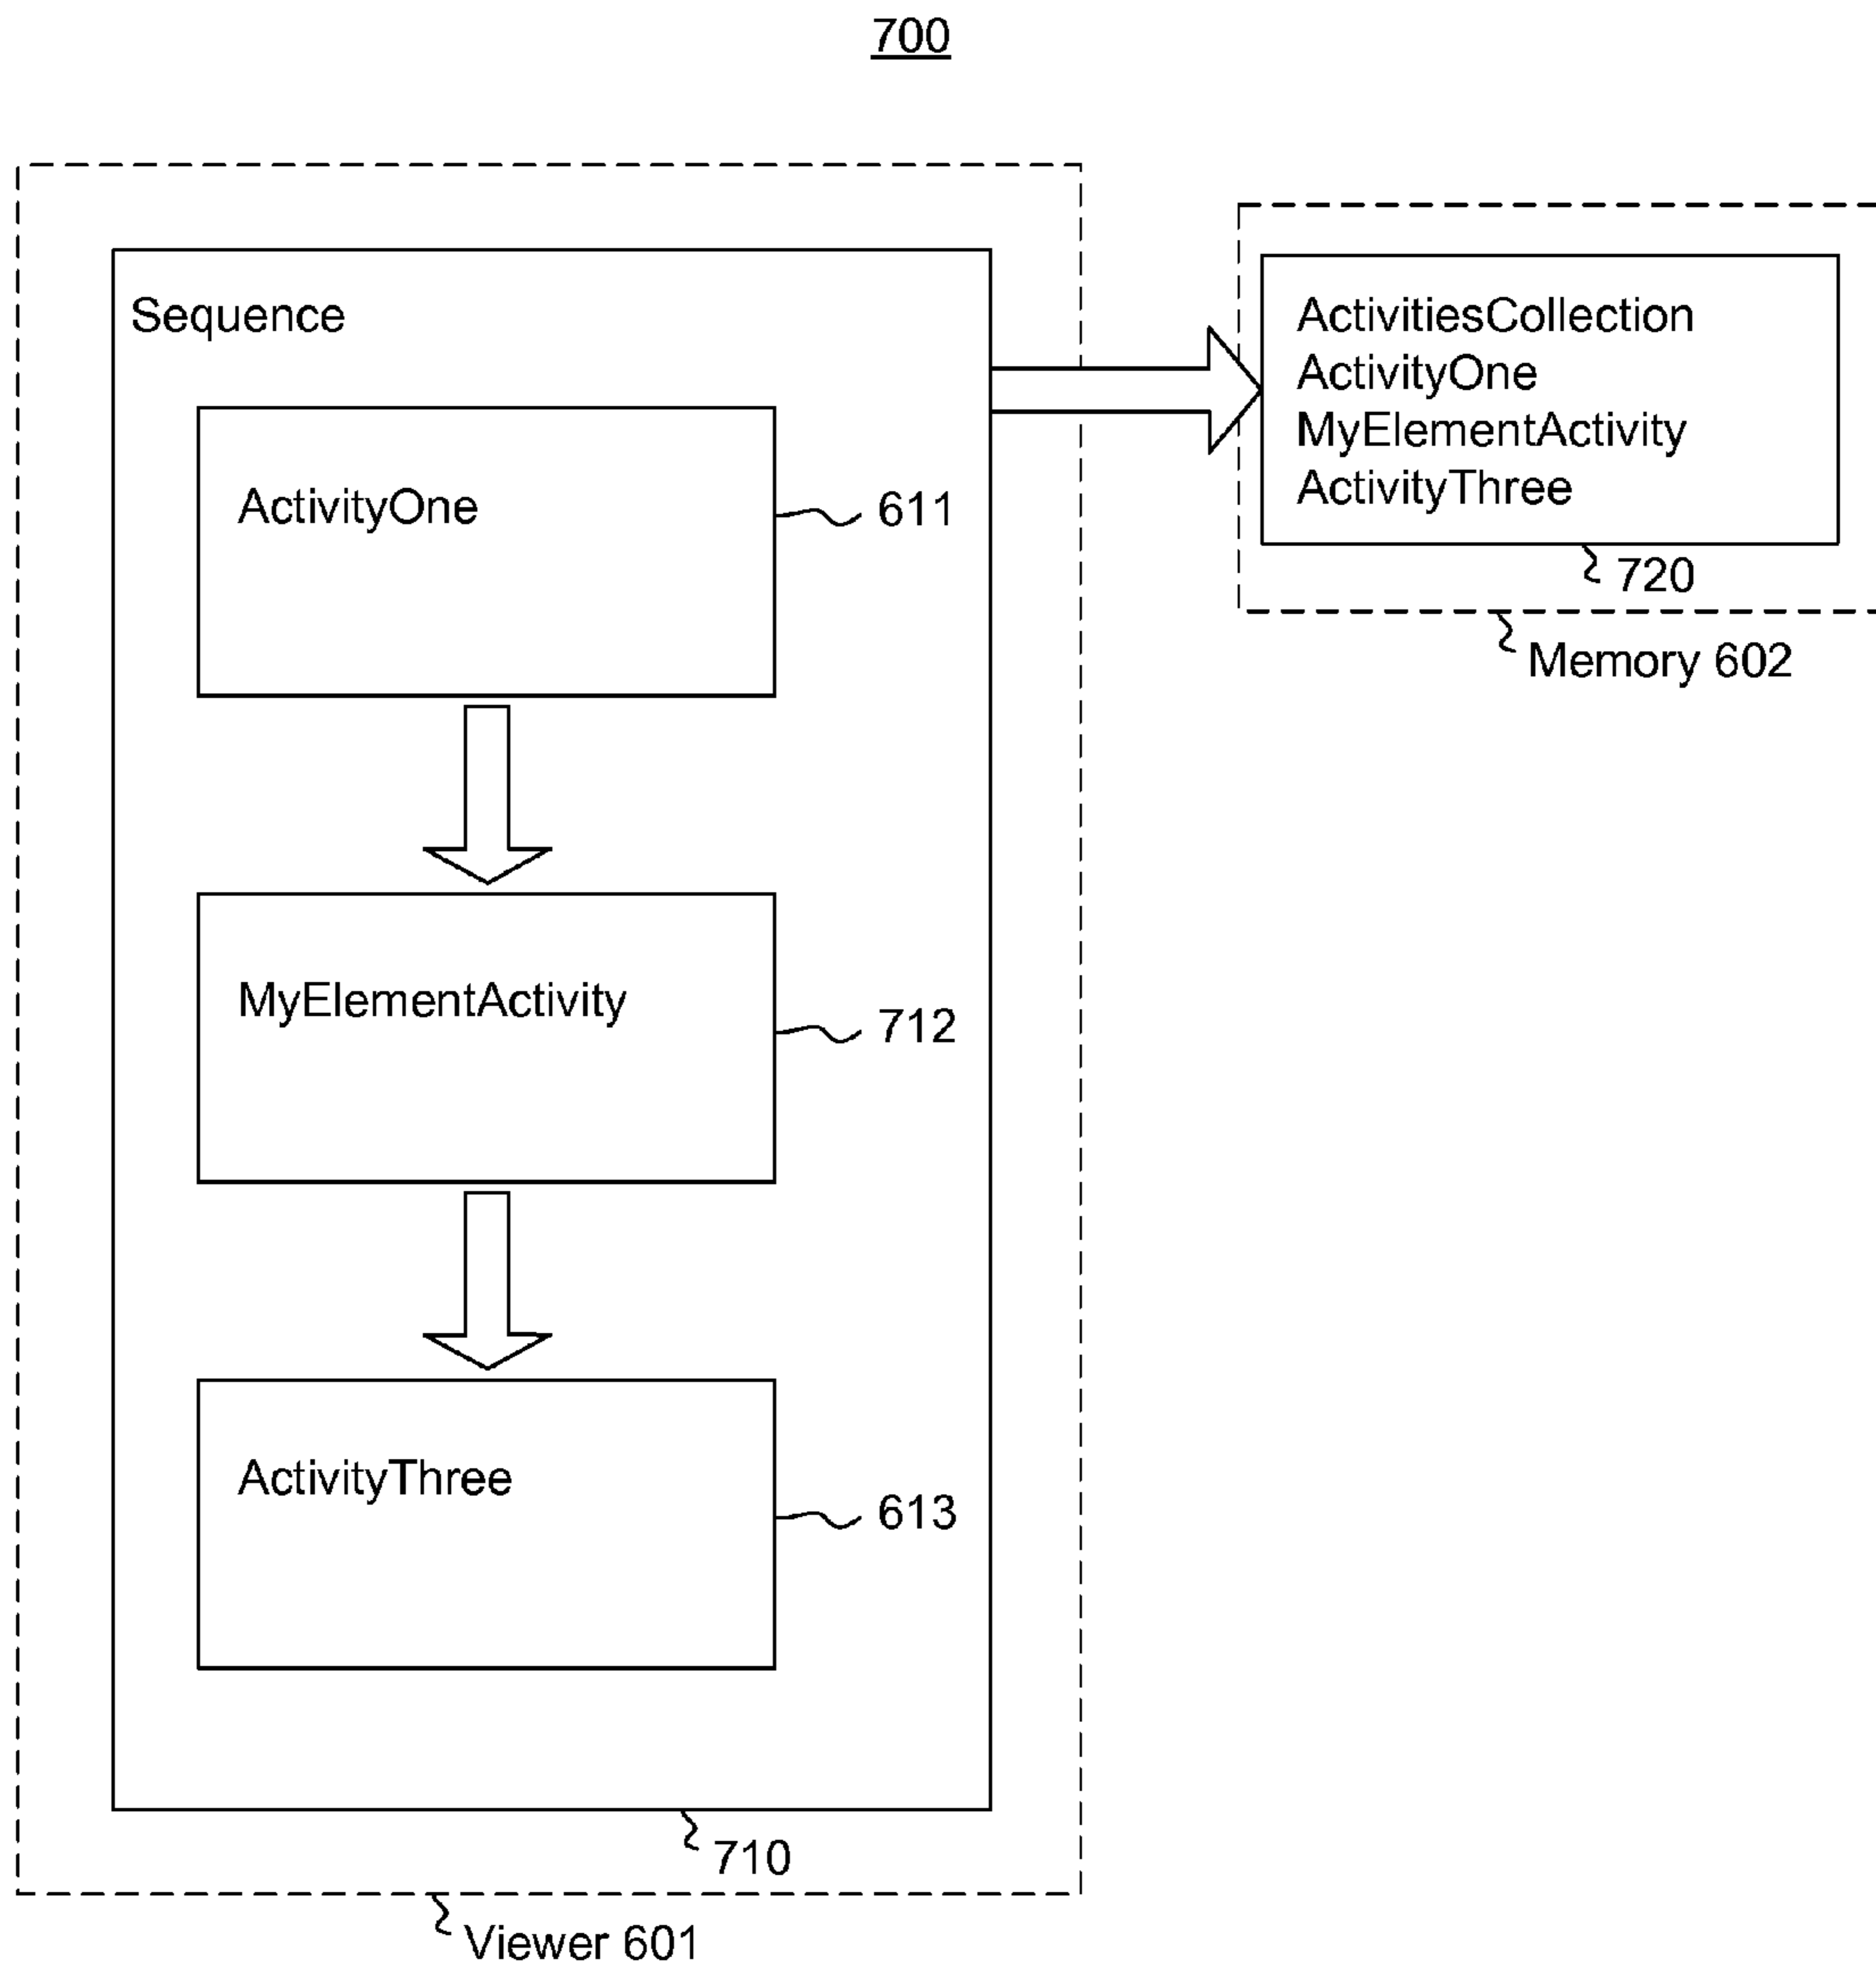 700
Sequence
ActivityOne
611
MyElementActivity
712
ActivityThree
613
710
Viewer 601
ActivitiesCollection
ActivityOne
MyElementActivity
ActivityThree
720
Memory 602